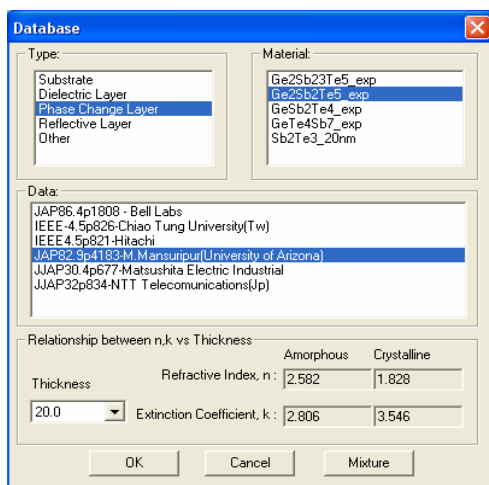 Database
Type:
Substrate
Dielectric Layer
Phase Change Layer
Reflective Layer
Other
Material:
Ge2Sb23Te5_exp
Ge2Sb2Te5_exp
GeSb2Te4_exp
GeTe4Sb7_exp
Sb2Te3_20nm
Data:
JAP86.4p1808 - Bell Labs
IEEE-4.5p826-Chiao Tung University(Tw)
IEEE4.5p821-Hitachi
JAP82.9p4183-M.Mansuripur(University of Arizona)
JJAP30.4p677-Matsushita Electric Industrial
JJAP32p834-NTT Telecommunications(Jp)
Relationship between n,k vs Thickness
Amorphous Crystalline
Thickness
Refractive Index, n : 2.582 1.828
20.0
Extinction Coefficient, k : 2.806 3.546
OK Cancel Mixture